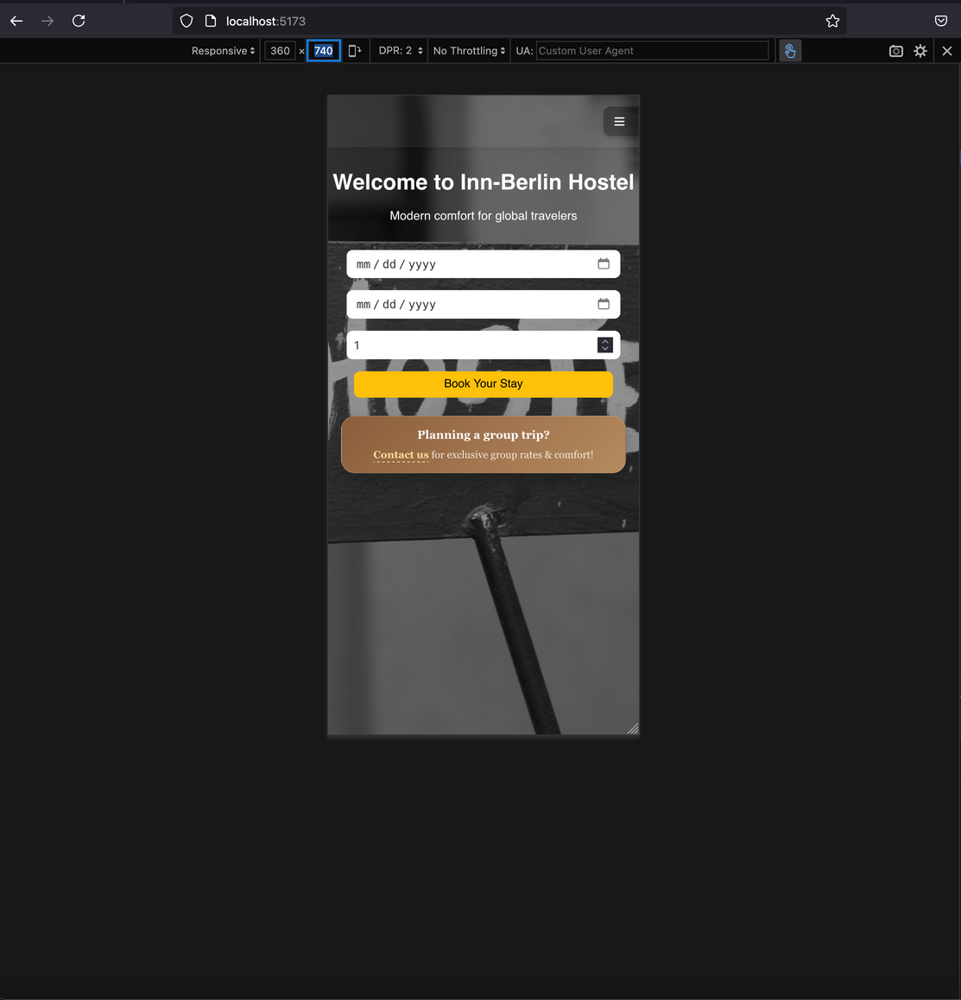 localhost:5173
Responsive 360 × 740 DPR: 2 No Throttling UA: Custom User Agent
Welcome to Inn-Berlin Hostel
Modern comfort for global travelers
mm / dd / yyyy
mm / dd / yyyy
1
Book Your Stay
Planning a group trip?
Contact us for exclusive group rates & comfort!